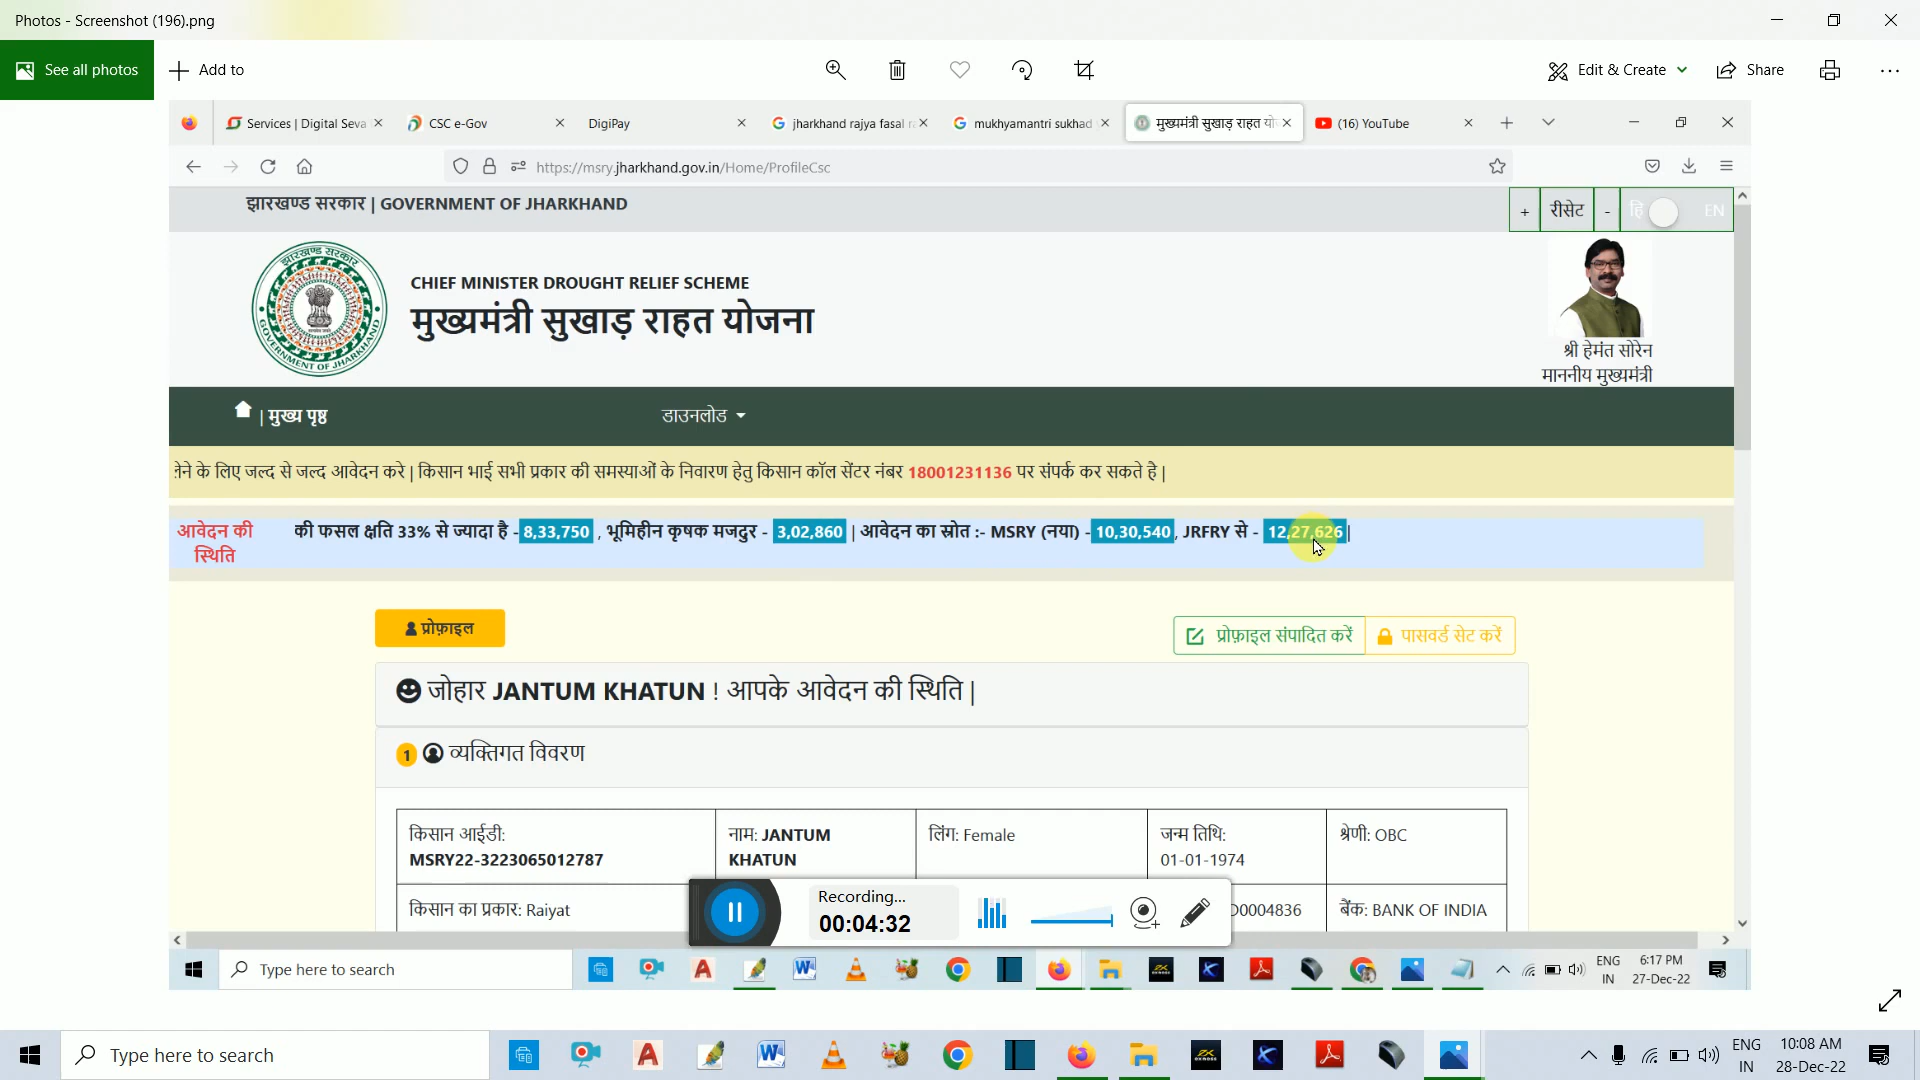 Photos - Screenshot (196).png
See all photos
Add to
Edit & Create
Share
Services | Digital Seva
CSC e-Gov
DigiPay
jharkhand rajya fasal
mukhyamantri sukhad
मुख्यमंत्री सुखाड़ राहत
(16) YouTube
https://msry.jharkhand.gov.in/Home/ProfileCsc
झारखण्ड सरकार | GOVERNMENT OF JHARKHAND
+ रीसेट - हि EN
झारखण्ड सरकार
GOVERNMENT OF JHARKHAND
CHIEF MINISTER DROUGHT RELIEF SCHEME
मुख्यमंत्री सुखाड़ राहत योजना
श्री हेमंत सोरेन
माननीय मुख्यमंत्री
| मुख्य पृष्ठ
डाउनलोड
के लिए जल्द से जल्द आवेदन करे | किसान भाई सभी प्रकार की समस्याओं के निवारण हेतु किसान कॉल सेंटर नंबर 18001231136 पर संपर्क कर सकते है |
आवेदन की
स्थिति
की फसल क्षति 33% से ज्यादा है - 8,33,750 , भूमिहीन कृषक मजदुर - 3,02,860 | आवेदन का स्रोत :- MSRY (नया) - 10,30,540, JRFRY से - 12,27,626 |
प्रोफ़ाइल
प्रोफ़ाइल संपादित करें
पासवर्ड सेट करें
जोहार JANTUM KHATUN ! आपके आवेदन की स्थिति |
1 व्यक्तिगत विवरण
किसान आईडी:
MSRY22-3223065012787
नाम: JANTUM
KHATUN
लिंग: Female
जन्म तिथि:
01-01-1974
श्रेणी: OBC
किसान का प्रकार: Raiyat
0004836
बैंक: BANK OF INDIA
Recording...
00:04:32
Type here to search
ENG
IN
6:17 PM
27-Dec-22
Type here to search
ENG
IN
10:08 AM
28-Dec-22